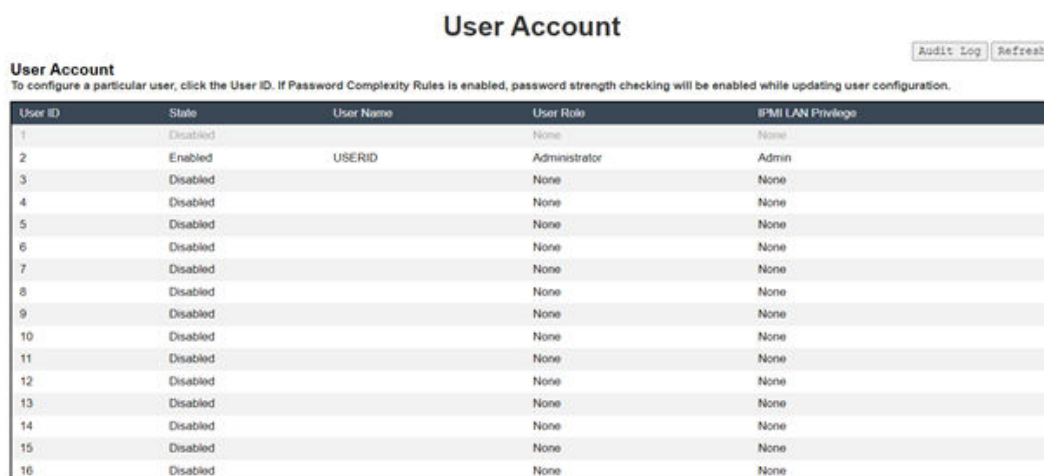 User Account
Audit Log Refresh
User Account
To configure a particular user, click the User ID. If Password Complexity Rules is enabled, password strength checking will be enabled while updating user configuration.
User ID State User Name User Role IPMI LAN Privilege
1 Disabled None None
2 Enabled USERID Administrator Admin
3 Disabled None None
4 Disabled None None
5 Disabled None None
6 Disabled None None
7 Disabled None None
8 Disabled None None
9 Disabled None None
10 Disabled None None
11 Disabled None None
12 Disabled None None
13 Disabled None None
14 Disabled None None
15 Disabled None None
16 Disabled None None